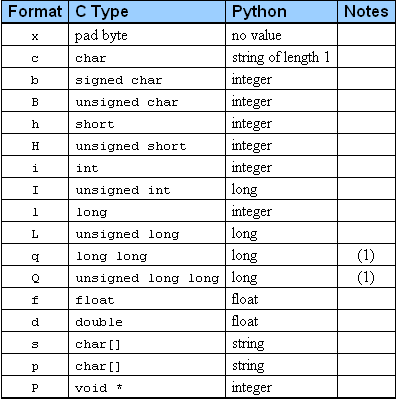 Format C Type Python Notes
x pad byte no value
c char string of length 1
b signed char integer
B unsigned char integer
h short integer
H unsigned short integer
i int integer
I unsigned int long
l long integer
L unsigned long long
q long long long (1)
Q unsigned long long long (1)
f float float
d double float
s char[] string
p char[] string
P void * integer